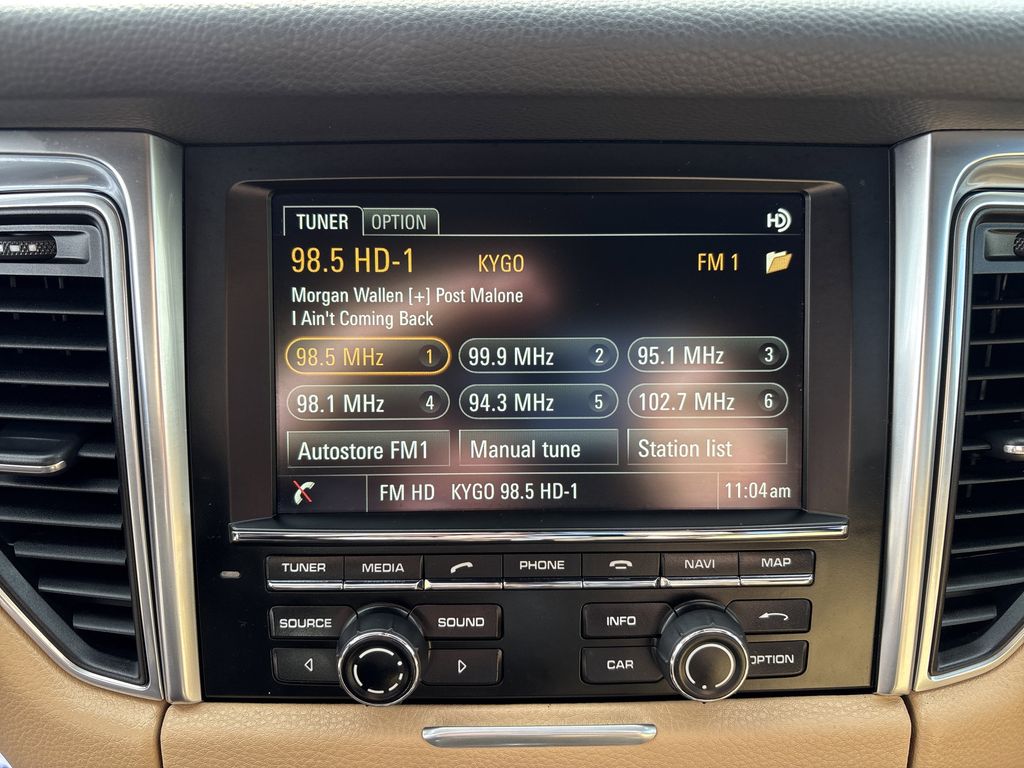 TUNER OPTION HD
98.5 HD-1 KYGO FM 1
Morgan Wallen [+] Post Malone
I Ain't Coming Back
98.5 MHz 1 99.9 MHz 2 95.1 MHz 3
98.1 MHz 4 94.3 MHz 5 102.7 MHz 6
Autostore FM1 Manual tune Station list
FM HD KYGO 98.5 HD-1 11:04 am
TUNER MEDIA PHONE NAVI MAP
SOURCE SOUND INFO
CAR OPTION